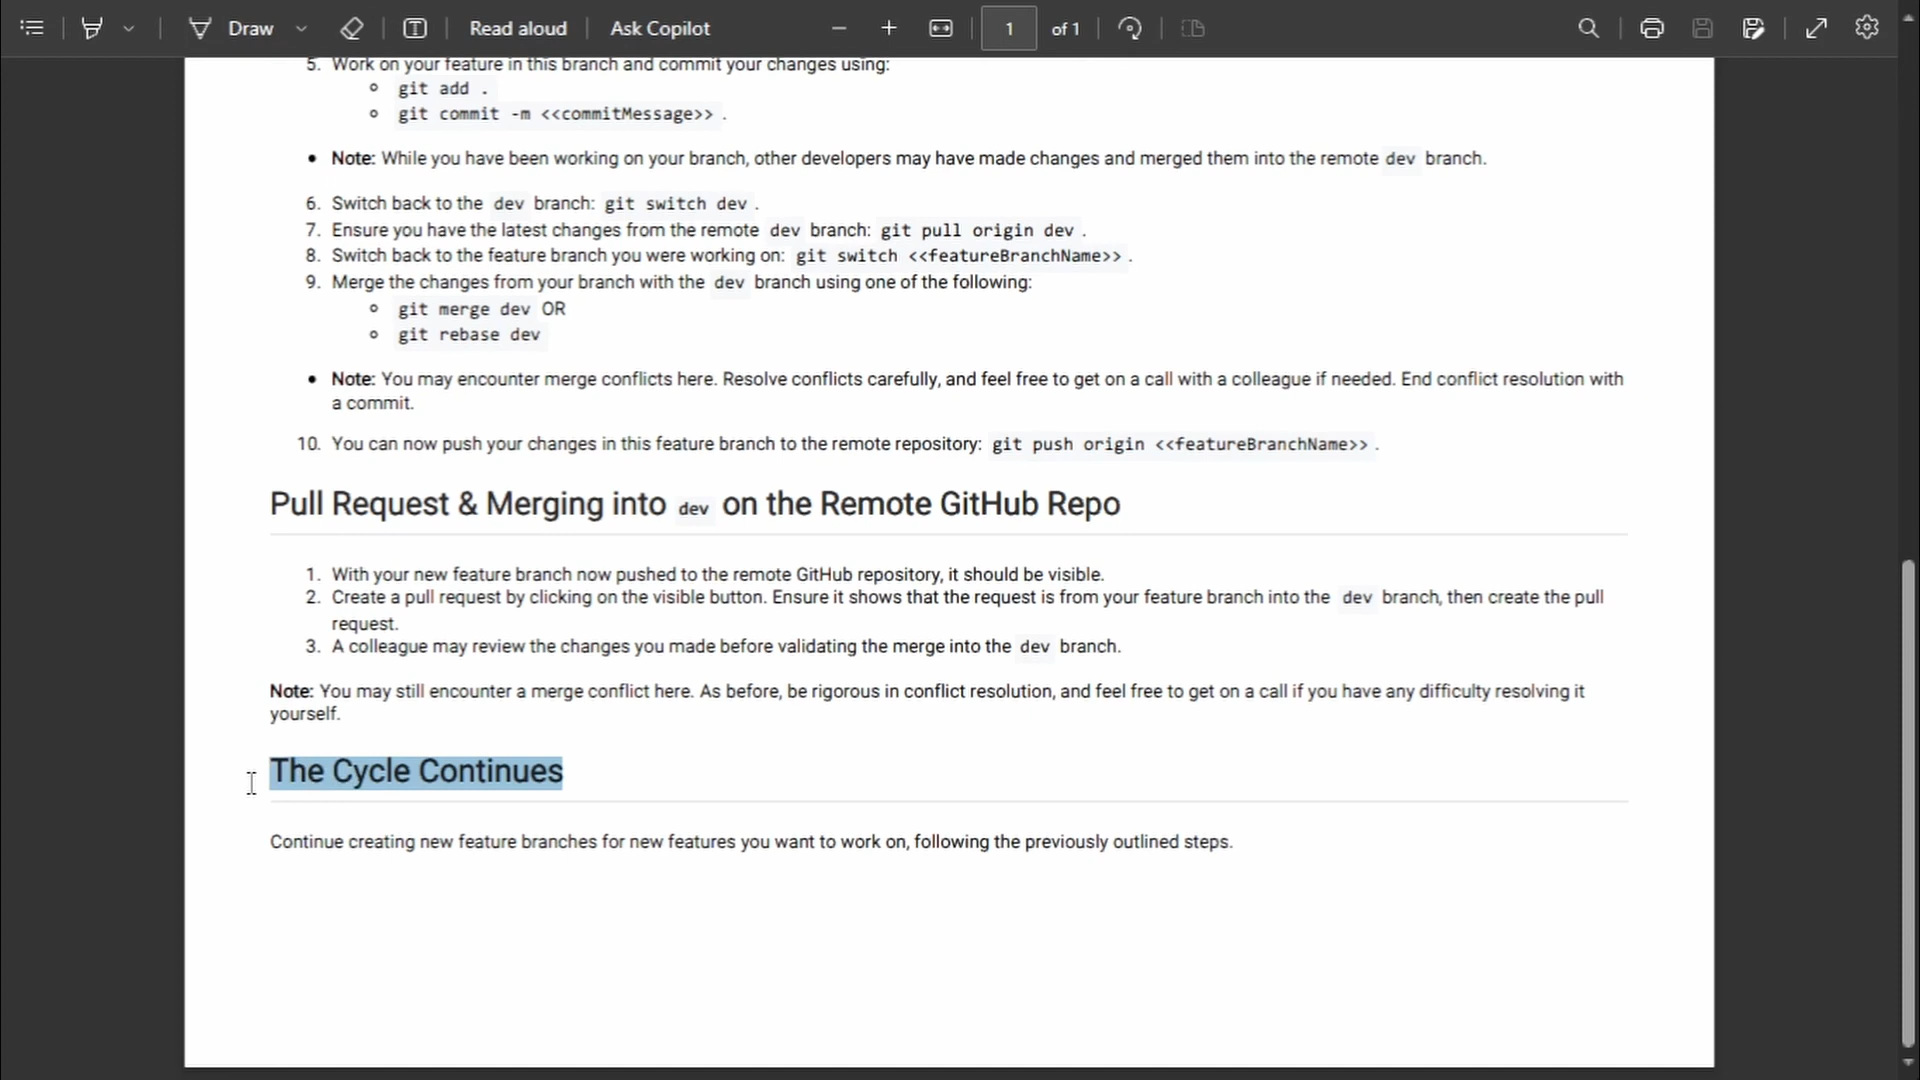 Draw
Read aloud
Ask Copilot
1 of 1
5. Work on your feature in this branch and commit your changes using:
git add .
git commit -m <<commitMessage>> .
Note: While you have been working on your branch, other developers may have made changes and merged them into the remote dev branch.
6. Switch back to the dev branch: git switch dev .
7. Ensure you have the latest changes from the remote dev branch: git pull origin dev .
8. Switch back to the feature branch you were working on: git switch <<featureBranchName>> .
9. Merge the changes from your branch with the dev branch using one of the following:
git merge dev OR
git rebase dev
Note: You may encounter merge conflicts here. Resolve conflicts carefully, and feel free to get on a call with a colleague if needed. End conflict resolution with
a commit.
10. You can now push your changes in this feature branch to the remote repository: git push origin <<featureBranchName>> .
Pull Request & Merging into dev on the Remote GitHub Repo
1. With your new feature branch now pushed to the remote GitHub repository, it should be visible.
2. Create a pull request by clicking on the visible button. Ensure it shows that the request is from your feature branch into the dev branch, then create the pull
request.
3. A colleague may review the changes you made before validating the merge into the dev branch.
Note: You may still encounter a merge conflict here. As before, be rigorous in conflict resolution, and feel free to get on a call if you have any difficulty resolving it
yourself.
The Cycle Continues
Continue creating new feature branches for new features you want to work on, following the previously outlined steps.